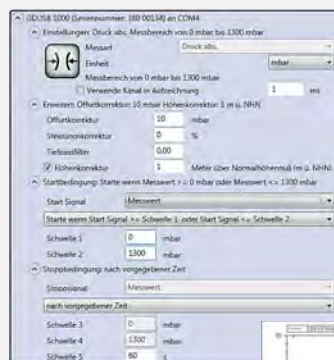 GDUSB 1000 (Seriennummer: 160 00134) an COM4
Einstellungen: Druck abs. Messbereich von 0 mbar bis 1300 mbar
Messart Druck abs.
Einheit mbar
Messbereich von 0 mbar bis 1300 mbar
Verwende Kanal in Aufzeichnung 1 ms
Erweitert: Offsetkorrektur: 10 mbar Höhenkorrektur: 1 m ü. NHN
Offsetkorrektur 10 mbar
Steigungskorrektur 0 %
Tiefpassfilter 0,00
Höhenkorrektur 1 Meter über Normalhöhennull (m ü. NHN)
Startbedingung: Starte wenn Messwert >= 0 mbar oder Messwert <= 1300 mbar
Start Signal Messwert
Starte wenn Start Signal >= Schwelle 1 oder Start Signal <= Schwelle 2
Schwelle 1 0 mbar
Schwelle 2 1300 mbar
Stoppbedingung: nach vorgegebener Zeit
Stoppsignal Messwert
nach vorgegebener Zeit
Schwelle 3 0 mbar
Schwelle 4 1300 mbar
Schwelle 5 60 s